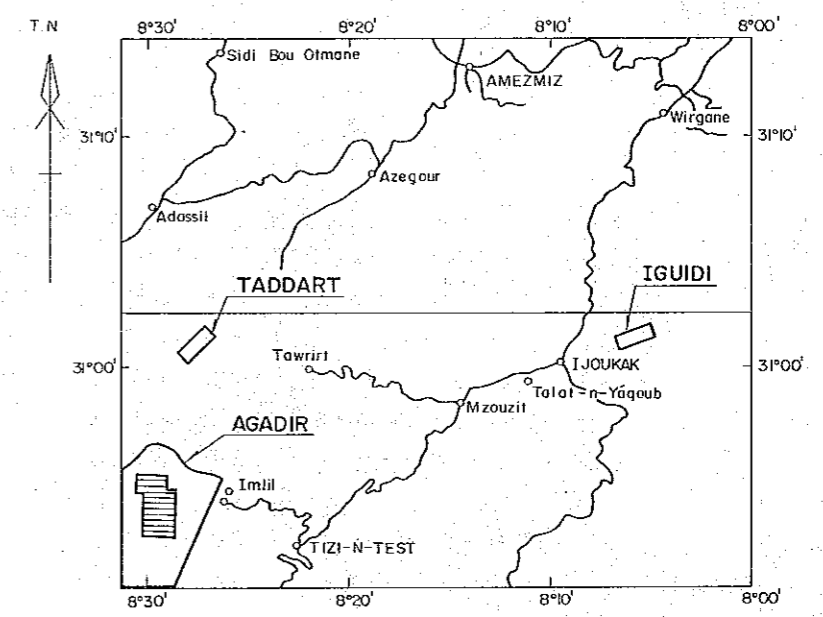 T.N
8°30'
8°20'
8°10'
8°00'
Sidi Bou Otmane
AMEZMIZ
Wirgane
31°10'
31°10'
Azegour
Adassil
TADDART
IGUIDI
Tawrirt
31°00'
IJOUKAK
31°00'
Talat-n-Yágoub
Mzouzit
AGADIR
Imlil
TIZI-N-TEST
8°30'
8°20'
8°10'
8°00'